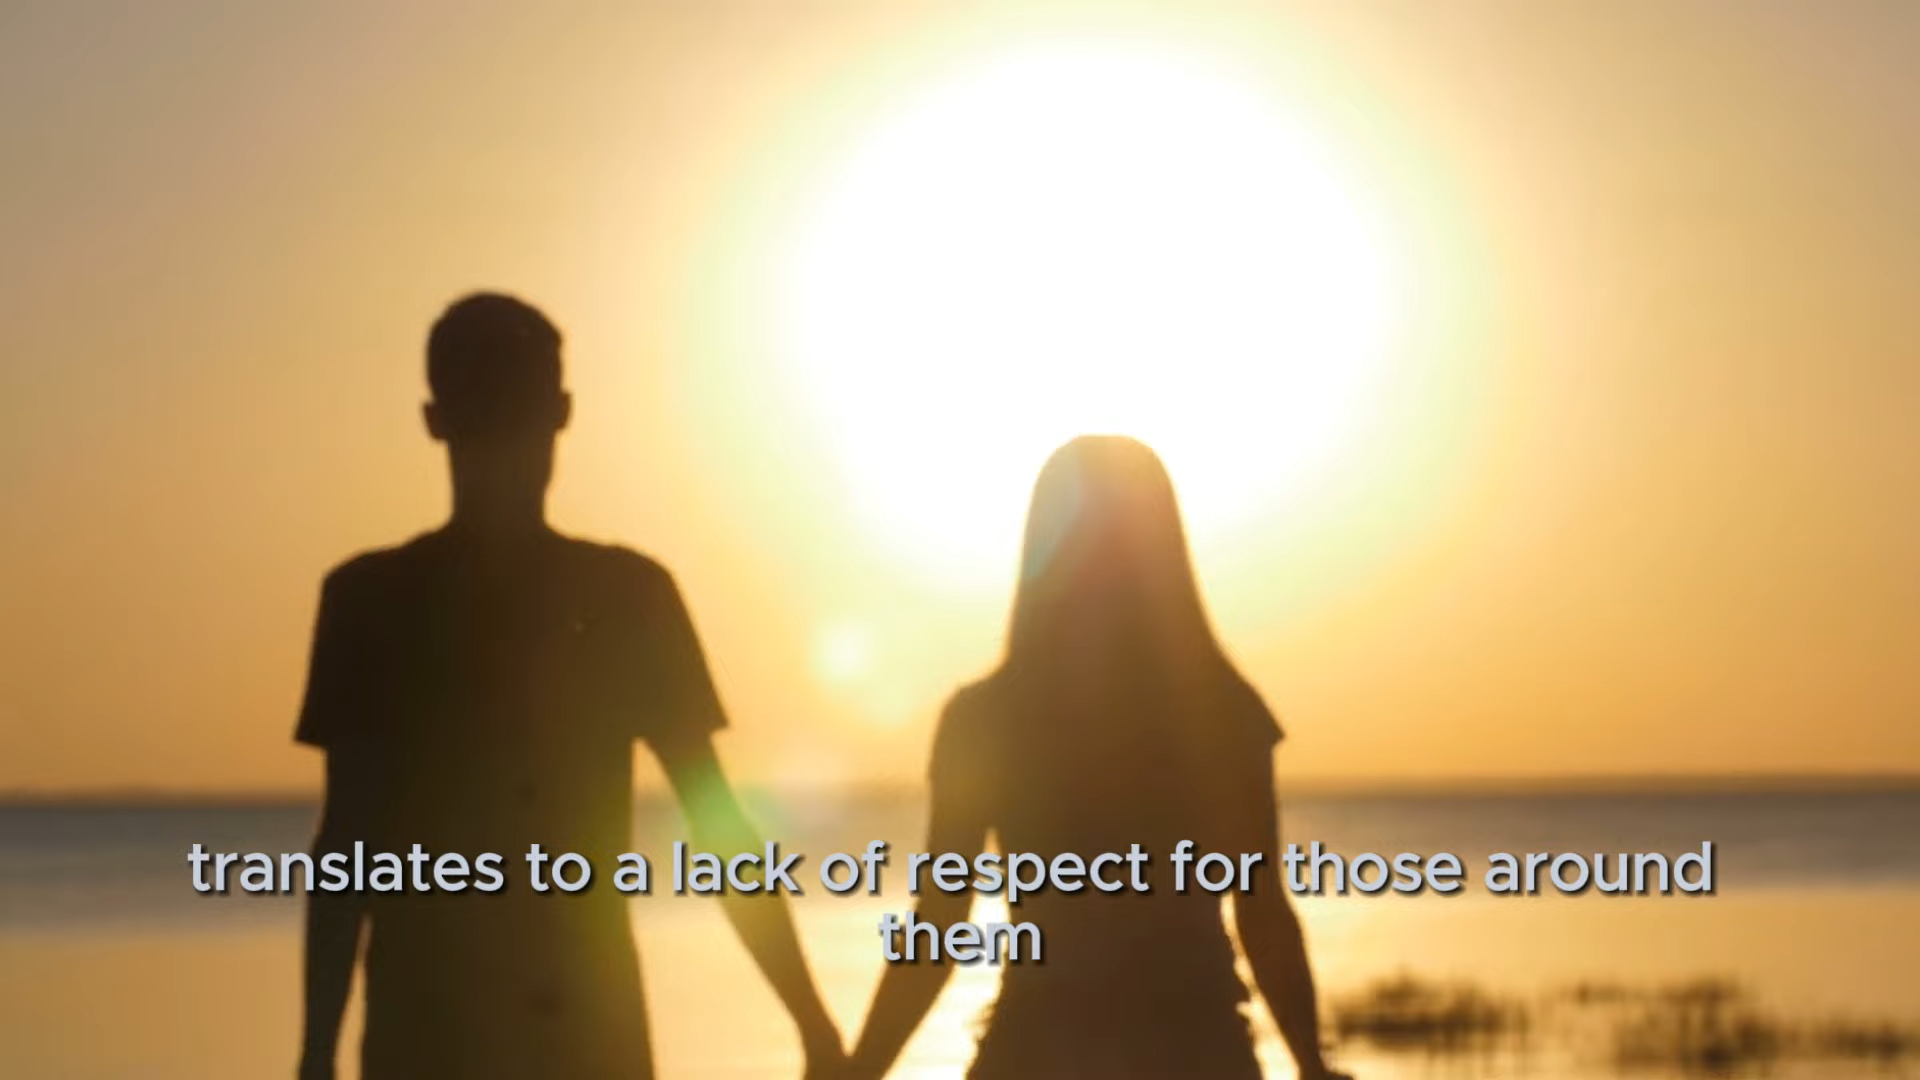 translates to a lack of respect for those around
them